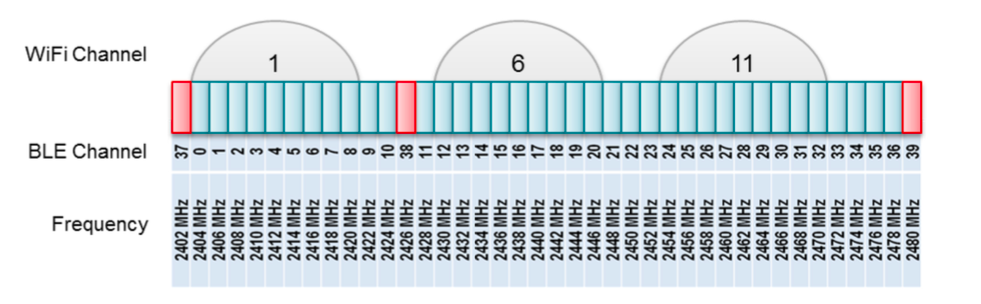 WiFi Channel 1 6 11
BLE Channel 37 0 1 2 3 4 5 6 7 8 9 10 38 11 12 13 14 15 16 17 18 19 20 21 22 23 24 25 26 27 28 29 30 31 32 33 34 35 36 39
Frequency 2402 MHz 2404 MHz 2406 MHz 2408 MHz 2410 MHz 2412 MHz 2414 MHz 2416 MHz 2418 MHz 2420 MHz 2422 MHz 2424 MHz 2426 MHz 2428 MHz 2430 MHz 2432 MHz 2434 MHz 2436 MHz 2438 MHz 2440 MHz 2442 MHz 2444 MHz 2446 MHz 2448 MHz 2450 MHz 2452 MHz 2454 MHz 2456 MHz 2458 MHz 2460 MHz 2462 MHz 2464 MHz 2466 MHz 2468 MHz 2470 MHz 2472 MHz 2474 MHz 2476 MHz 2478 MHz 2480 MHz